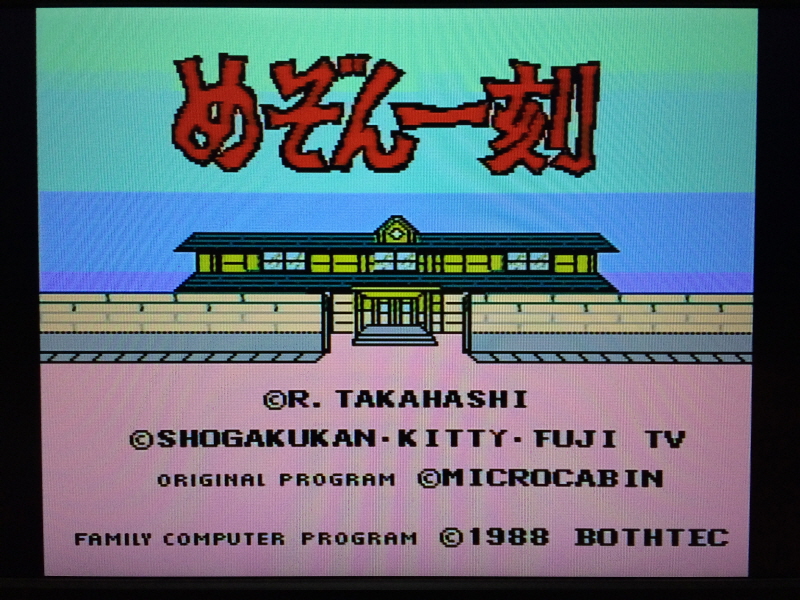 めぞん一刻
©R. TAKAHASHI
©SHOGAKUKAN・KITTY・FUJI TV
ORIGINAL PROGRAM ©MICROCABIN
FAMILY COMPUTER PROGRAM ©1988 BOTHTEC